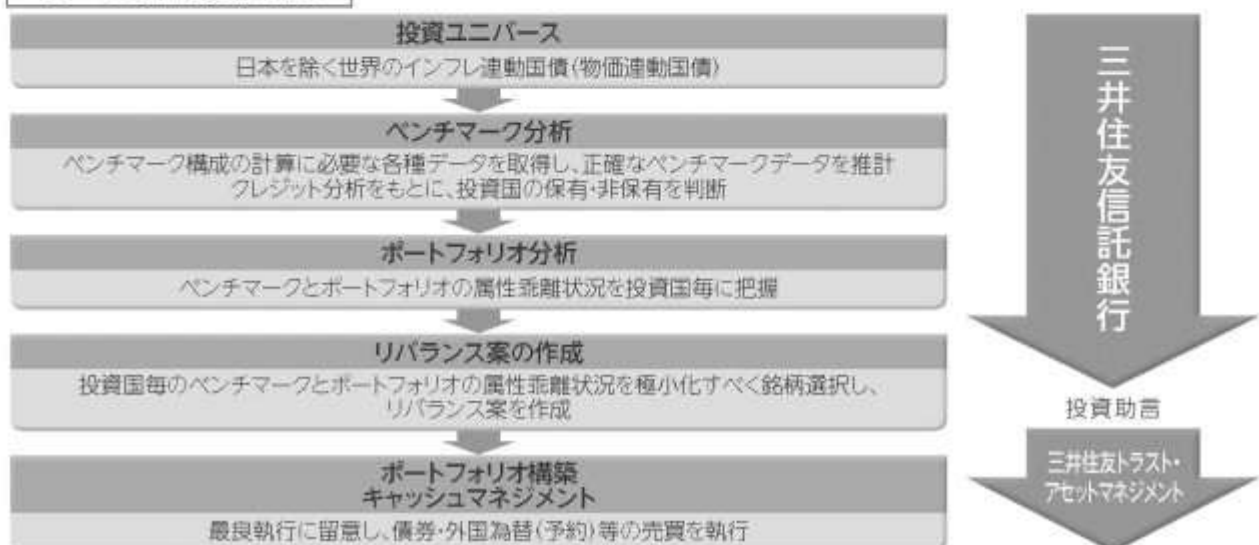 投資ユニバース
日本を除く世界のインフレ連動国債(物価連動国債)
ベンチマーク分析
ベンチマーク構成の計算に必要な各種データを取得し、正確なベンチマークデータを推計
クレジット分析をもとに、投資国の保有・非保有を判断
ポートフォリオ分析
ベンチマークとポートフォリオの属性乖離状況を投資国毎に把握
リバランス案の作成
投資国毎のベンチマークとポートフォリオの属性乖離状況を極小化すべく銘柄選択し、
リバランス案を作成
ポートフォリオ構築
キャッシュマネジメント
最良執行に留意し、債券・外国為替(予約)等の売買を執行
三井住友信託銀行
投資助言
三井住友トラスト・
アセットマネジメント